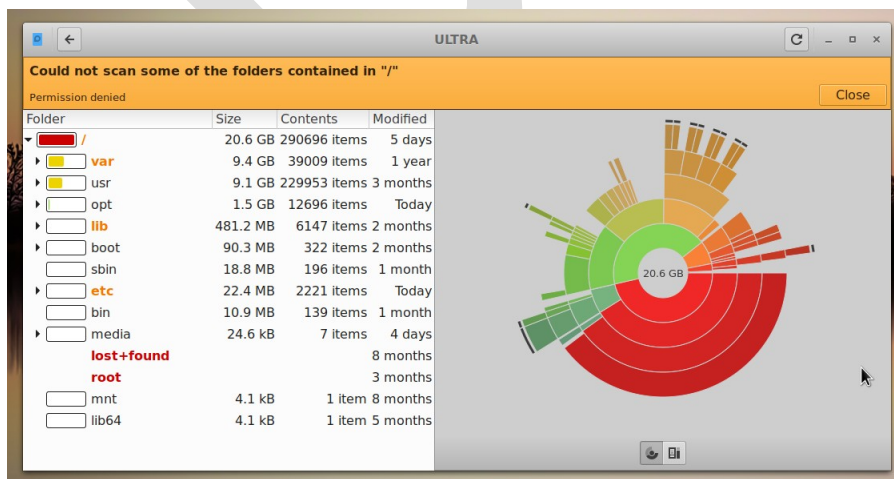 ULTRA
Could not scan some of the folders contained in "/"
Permission denied
Close
Folder Size Contents Modified
/ 20.6 GB 290696 items 5 days
var 9.4 GB 39009 items 1 year
usr 9.1 GB 229953 items 3 months
opt 1.5 GB 12696 items Today
lib 481.2 MB 6147 items 2 months
boot 90.3 MB 322 items 2 months
sbin 18.8 MB 196 items 1 month
etc 22.4 MB 2221 items Today
bin 10.9 MB 139 items 1 month
media 24.6 kB 7 items 4 days
lost+found 8 months
root 3 months
mnt 4.1 kB 1 item 8 months
lib64 4.1 kB 1 item 5 months
20.6 GB